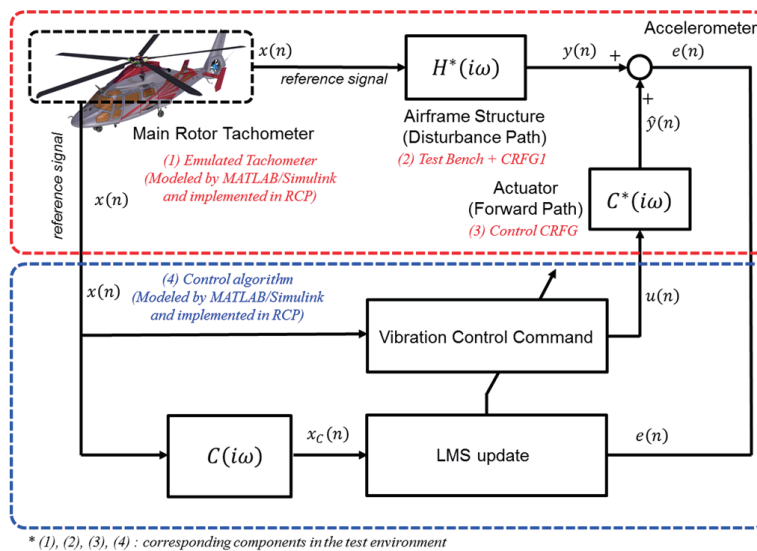 Accelerometer
x(n)
reference signal
H*(iω)
y(n)
+
e(n)
+
ŷ(n)
Main Rotor Tachometer
(1) Emulated Tachometer
(Modeled by MATLAB/Simulink
and implemented in RCP)
Airframe Structure
(Disturbance Path)
(2) Test Bench + CRFG1
Actuator
(Forward Path)
(3) Control CRFG
C*(iω)
reference signal
x(n)
x(n)
(4) Control algorithm
(Modeled by MATLAB/Simulink
and implemented in RCP)
u(n)
Vibration Control Command
C(iω)
x_C(n)
LMS update
e(n)
* (1), (2), (3), (4) : corresponding components in the test environment